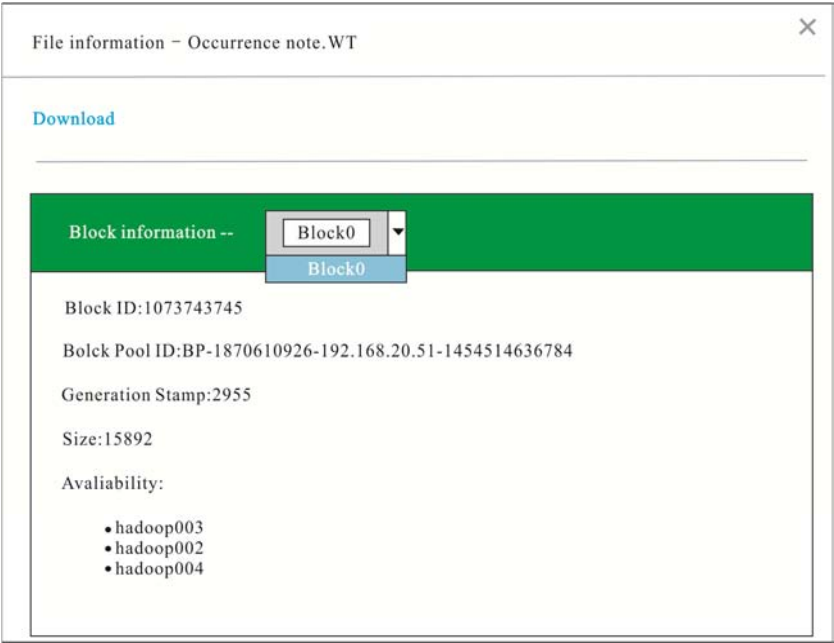 File information - Occurrence note.WT
Download
Block information --
Block0
Block0
Block ID:1073743745
Bolck Pool ID:BP-1870610926-192.168.20.51-1454514636784
Generation Stamp:2955
Size:15892
Avaliability:
•hadoop003
•hadoop002
•hadoop004